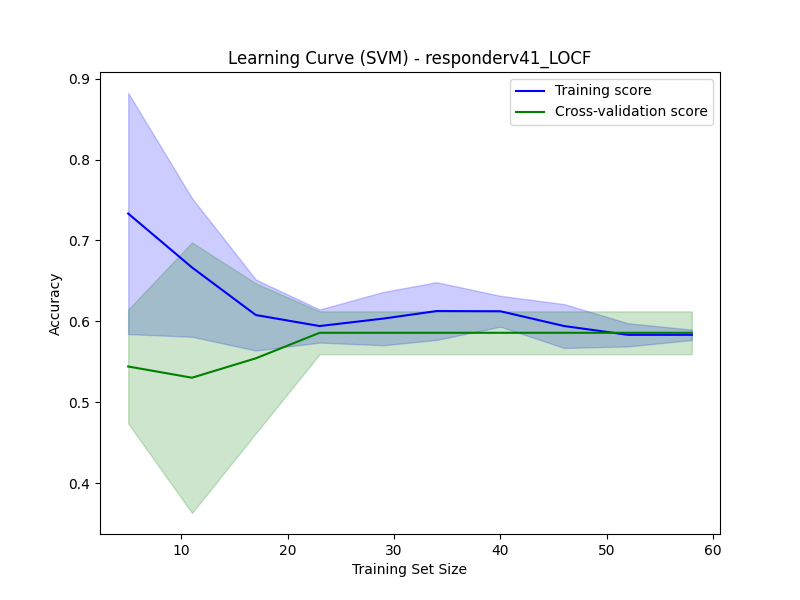 Learning Curve (SVM) - responderv41_LOCF
Training score
Cross-validation score
Accuracy
0.9
0.8
0.7
0.6
0.5
0.4
10 20 30 40 50 60
Training Set Size